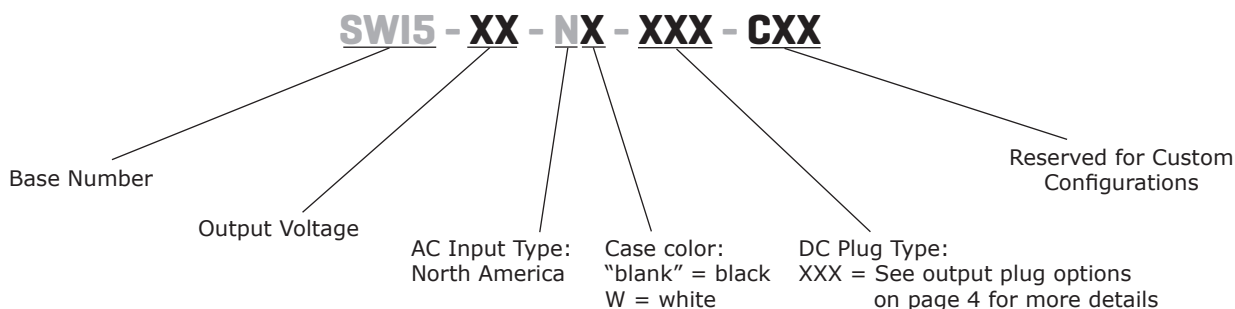 SWI5 - XX - NX - XXX - CXX
Base Number
Output Voltage
AC Input Type:
North America
Case color:
“blank” = black
W = white
DC Plug Type:
XXX = See output plug options
on page 4 for more details
Reserved for Custom
Configurations